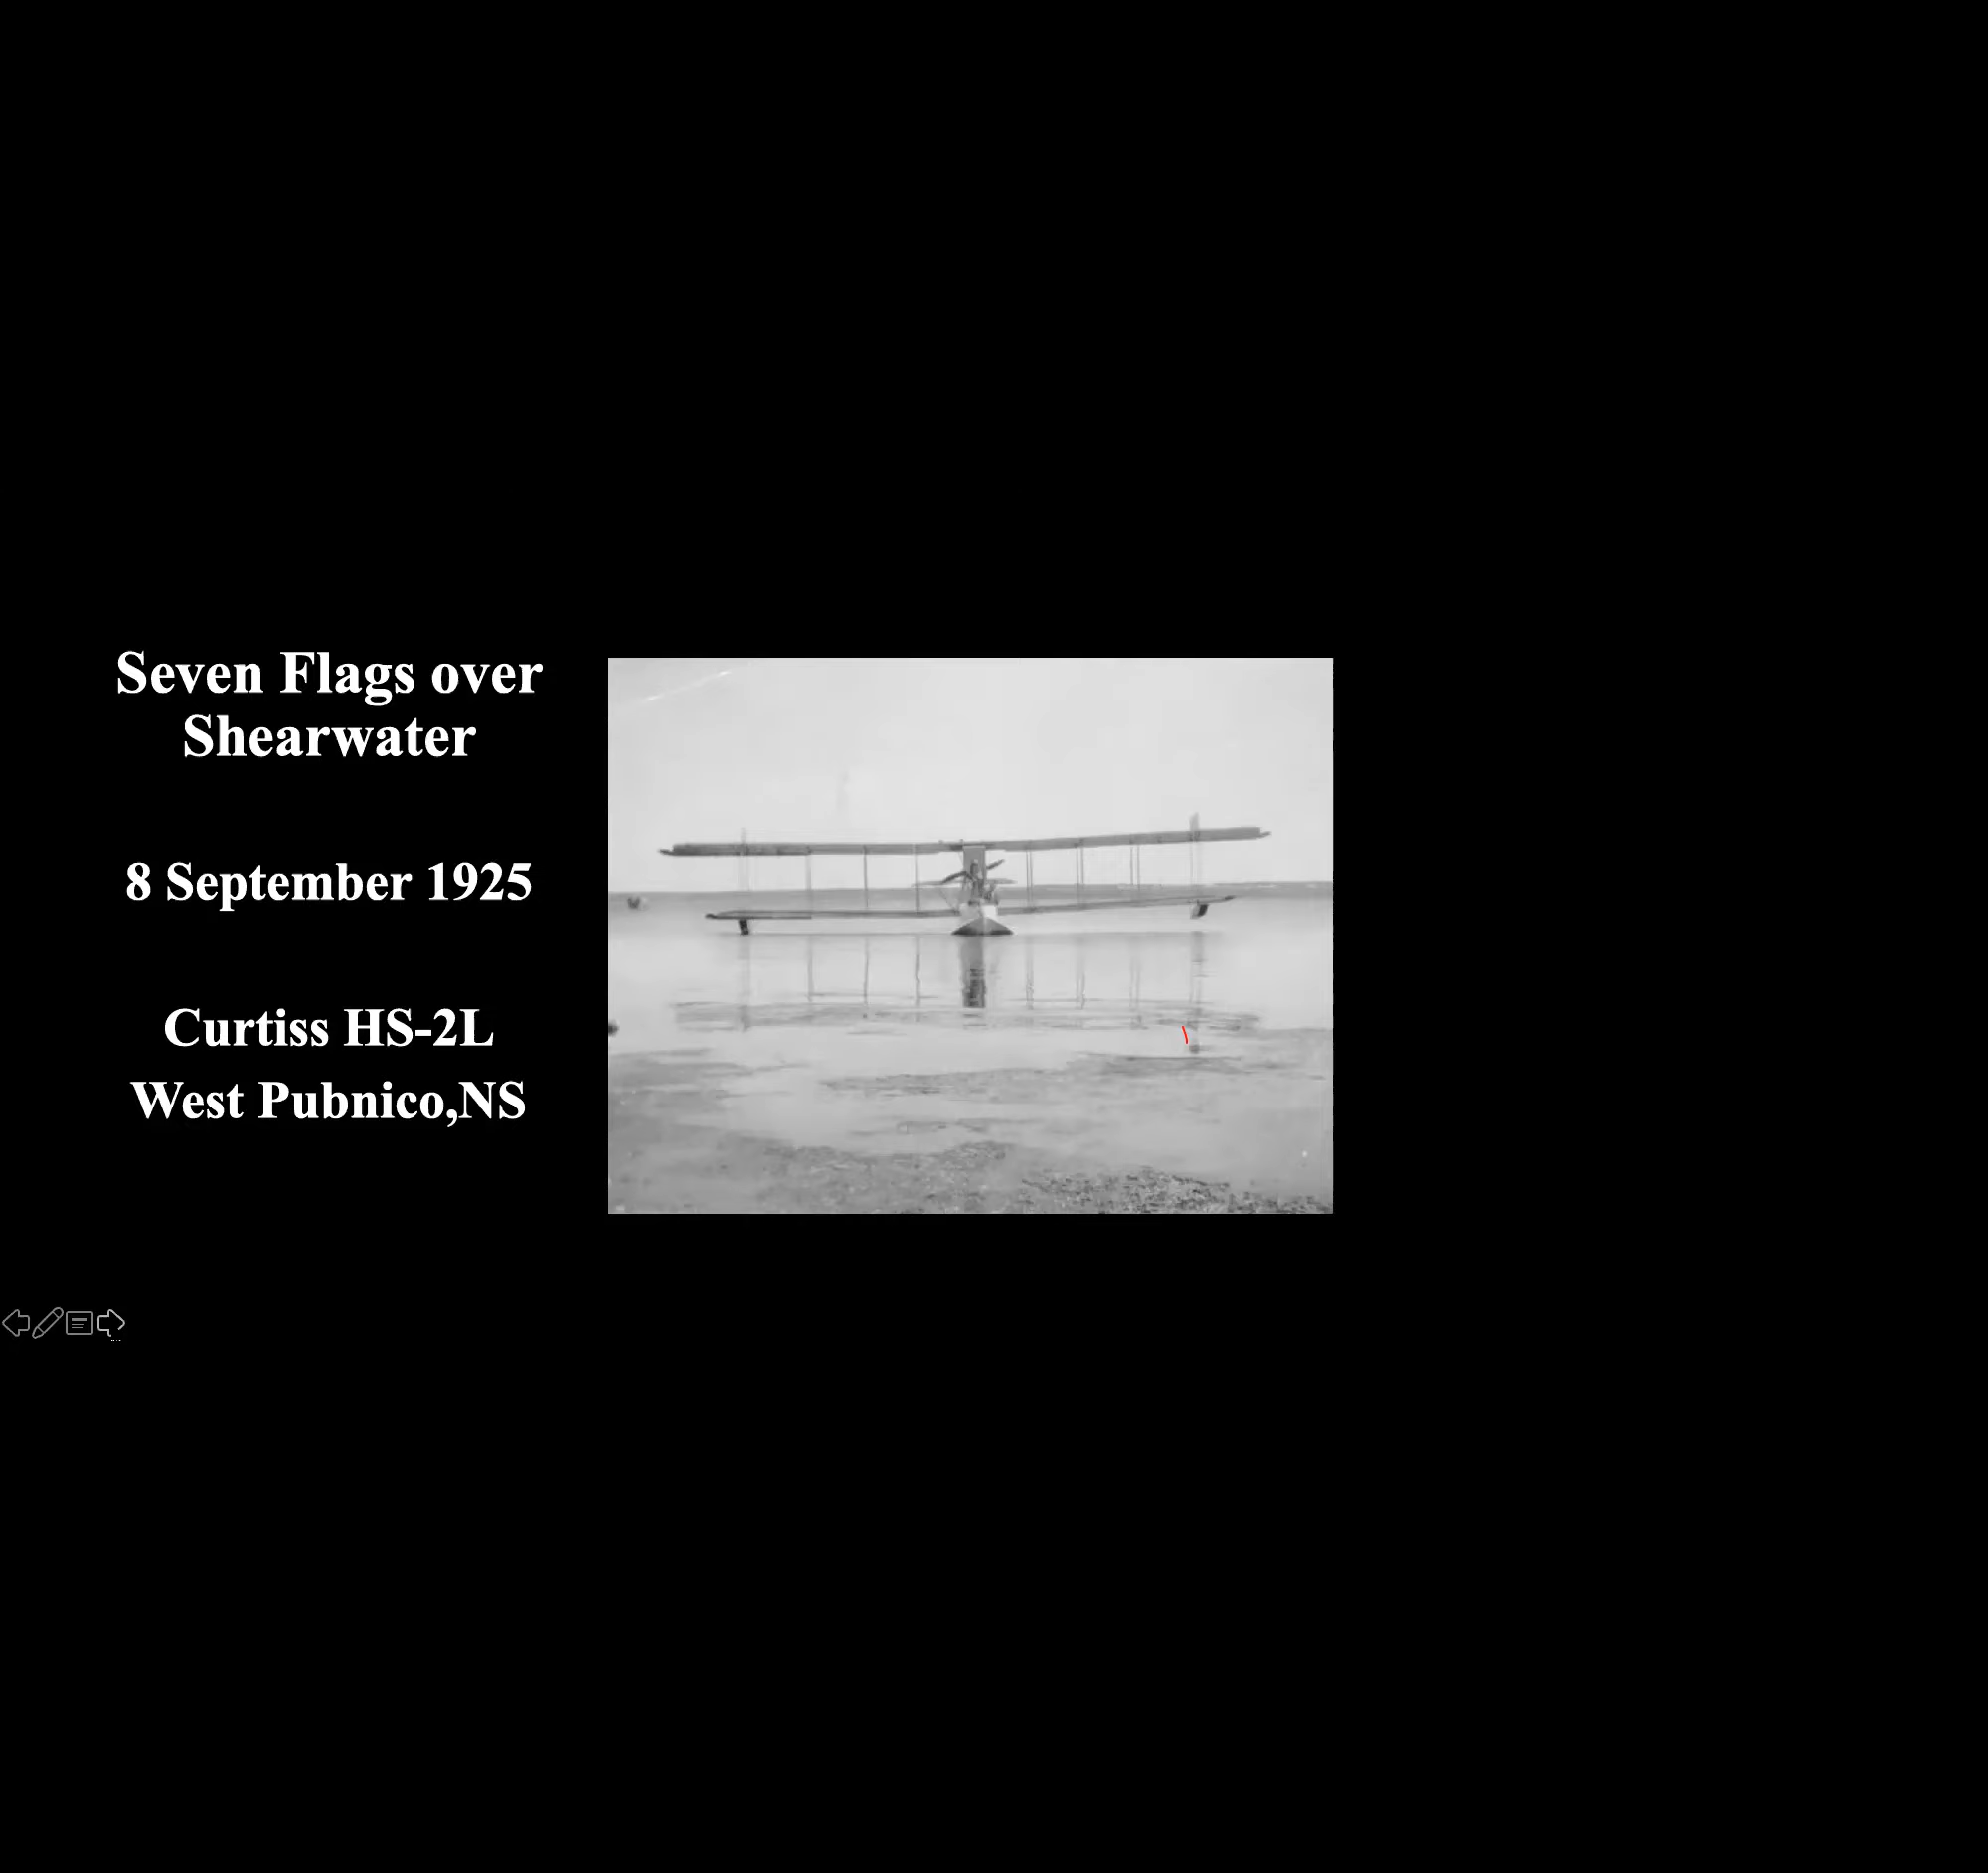 Seven Flags over
Shearwater
8 September 1925
Curtiss HS-2L
West Pubnico,NS